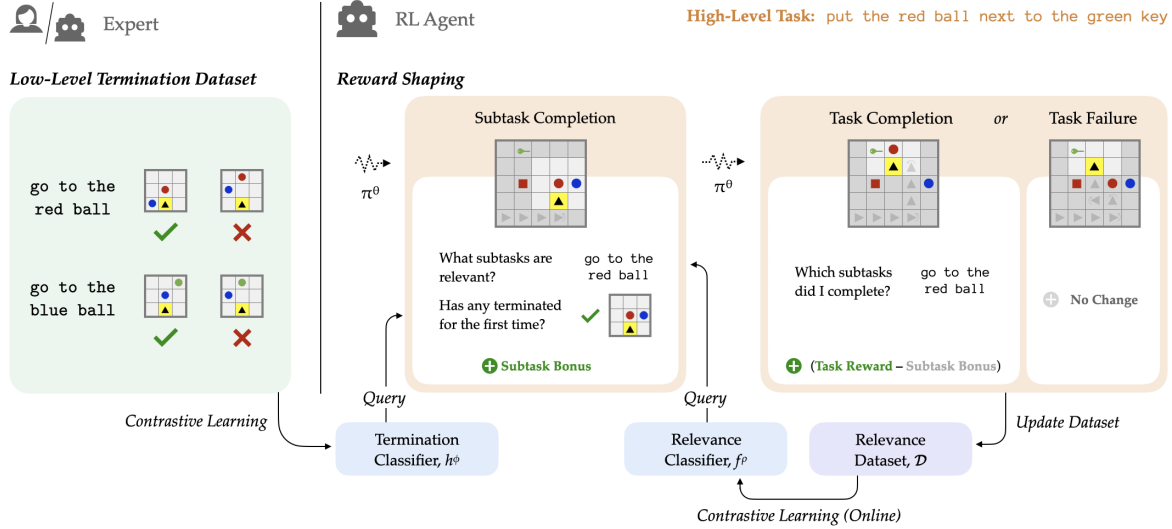 Expert
RL Agent
High-Level Task: put the red ball next to the green key
Low-Level Termination Dataset
Reward Shaping
go to the
red ball
go to the
blue ball
Contrastive Learning
πθ
Subtask Completion
What subtasks are
relevant?
go to the
red ball
Has any terminated
for the first time?
Subtask Bonus
πθ
Task Completion
or
Task Failure
Which subtasks
did I complete?
go to the
red ball
(Task Reward – Subtask Bonus)
No Change
Query
Query
Update Dataset
Termination
Classifier, hϕ
Relevance
Classifier, fρ
Relevance
Dataset, 𝒟
Contrastive Learning (Online)